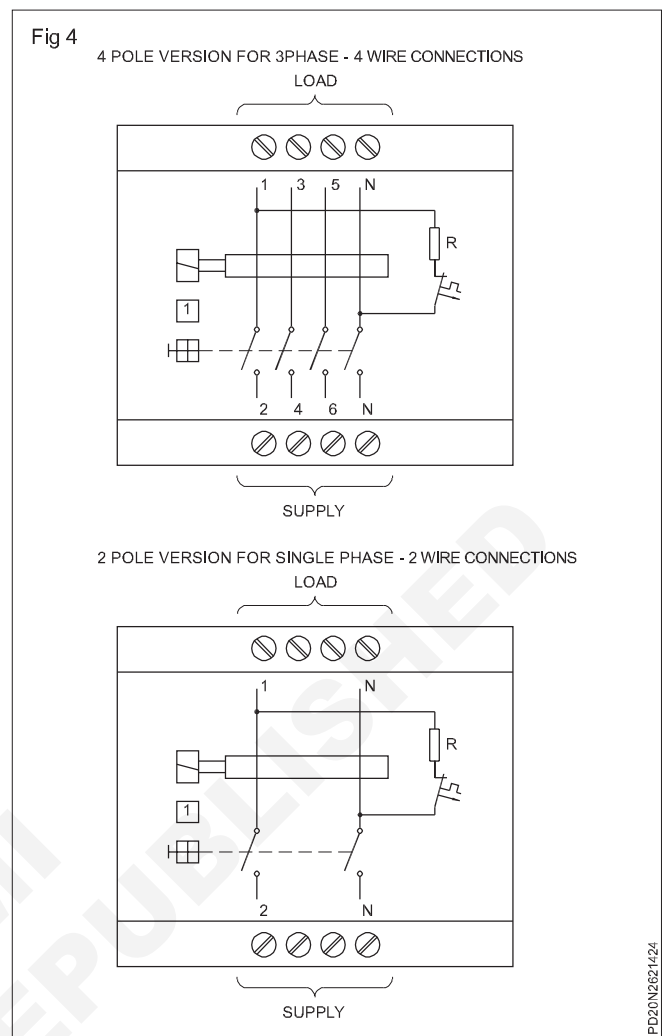 Fig 4
4 POLE VERSION FOR 3PHASE - 4 WIRE CONNECTIONS
LOAD
1 3 5 N
R
1
2 4 6 N
SUPPLY
2 POLE VERSION FOR SINGLE PHASE - 2 WIRE CONNECTIONS
LOAD
1 N
R
1
2 N
SUPPLY
PD20N2621424